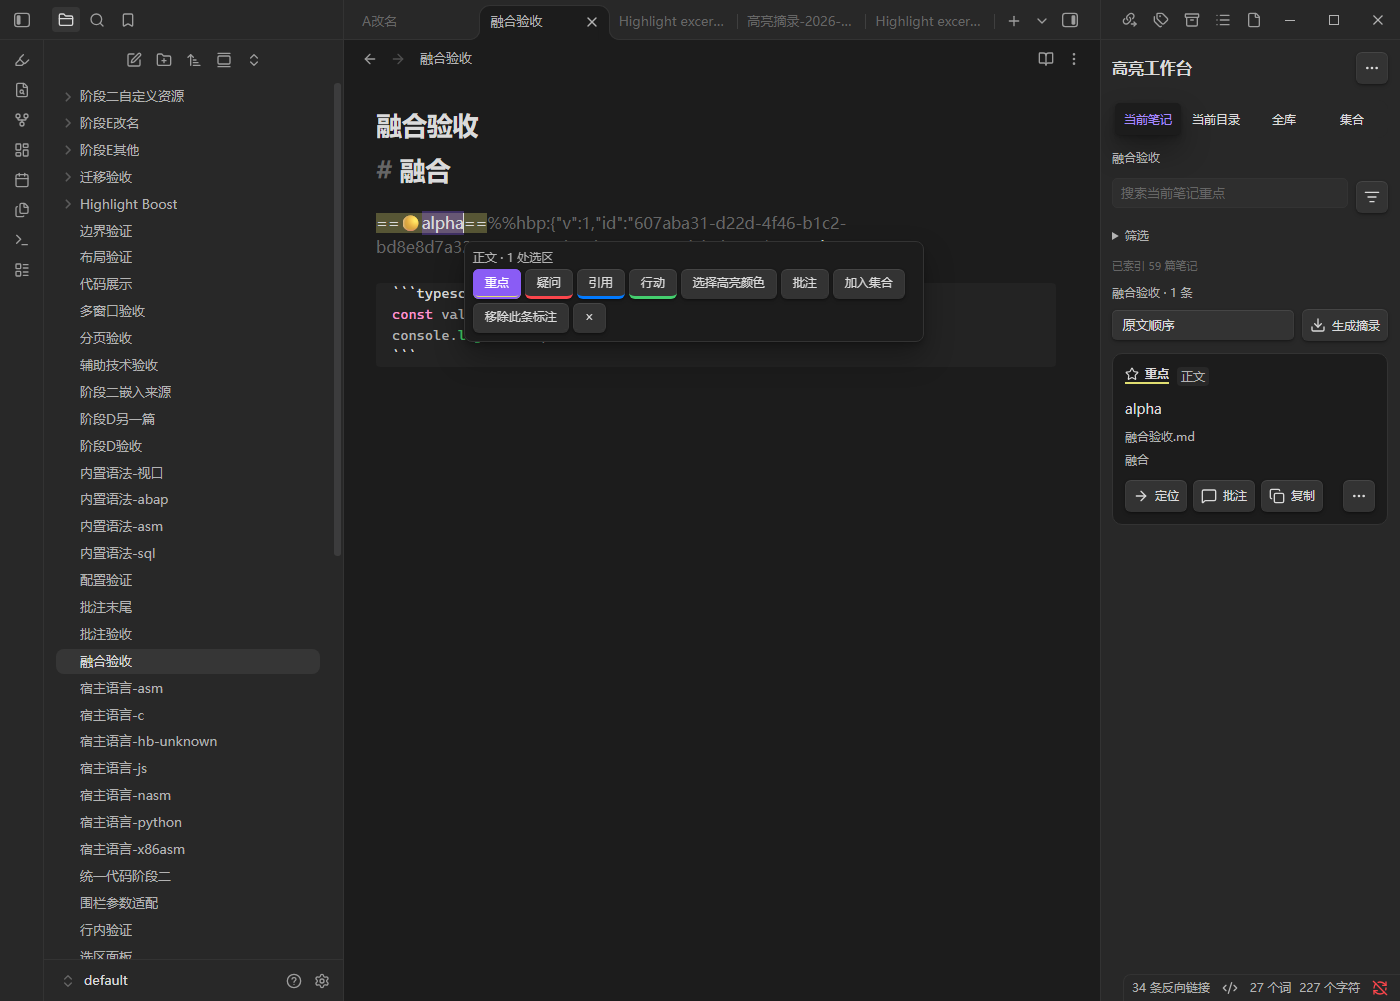 A改名
融合验收
Highlight excer...
高亮摘录-2026-...
Highlight excer...
阶段二自定义资源
阶段E改名
阶段E其他
迁移验收
Highlight Boost
边界验证
布局验证
代码展示
多窗口验收
分页验收
辅助技术验收
阶段二嵌入来源
阶段D另一篇
阶段D验收
内置语法-视口
内置语法-abap
内置语法-asm
内置语法-sql
配置验证
批注末尾
批注验收
融合验收
宿主语言-asm
宿主语言-c
宿主语言-hb-unknown
宿主语言-js
宿主语言-nasm
宿主语言-python
宿主语言-x86asm
统一代码阶段二
围栏参数适配
行内验证
选区面板
default
融合验收
融合验收
# 融合
==🟡alpha==%%hbp:{"v":1,"id":"607aba31-d22d-4f46-b1c2-
bd8e8d7a3
正文 · 1 处选区
重点
疑问
引用
行动
选择高亮颜色
批注
加入集合
移除此条标注
×
```typesc
const val
console.l
```
高亮工作台
当前笔记
当前目录
全库
集合
融合验收
搜索当前笔记重点
筛选
已索引 59 篇笔记
融合验收 · 1 条
原文顺序
生成摘录
重点
正文
alpha
融合验收.md
融合
定位
批注
复制
34 条反向链接
27 个词
227 个字符